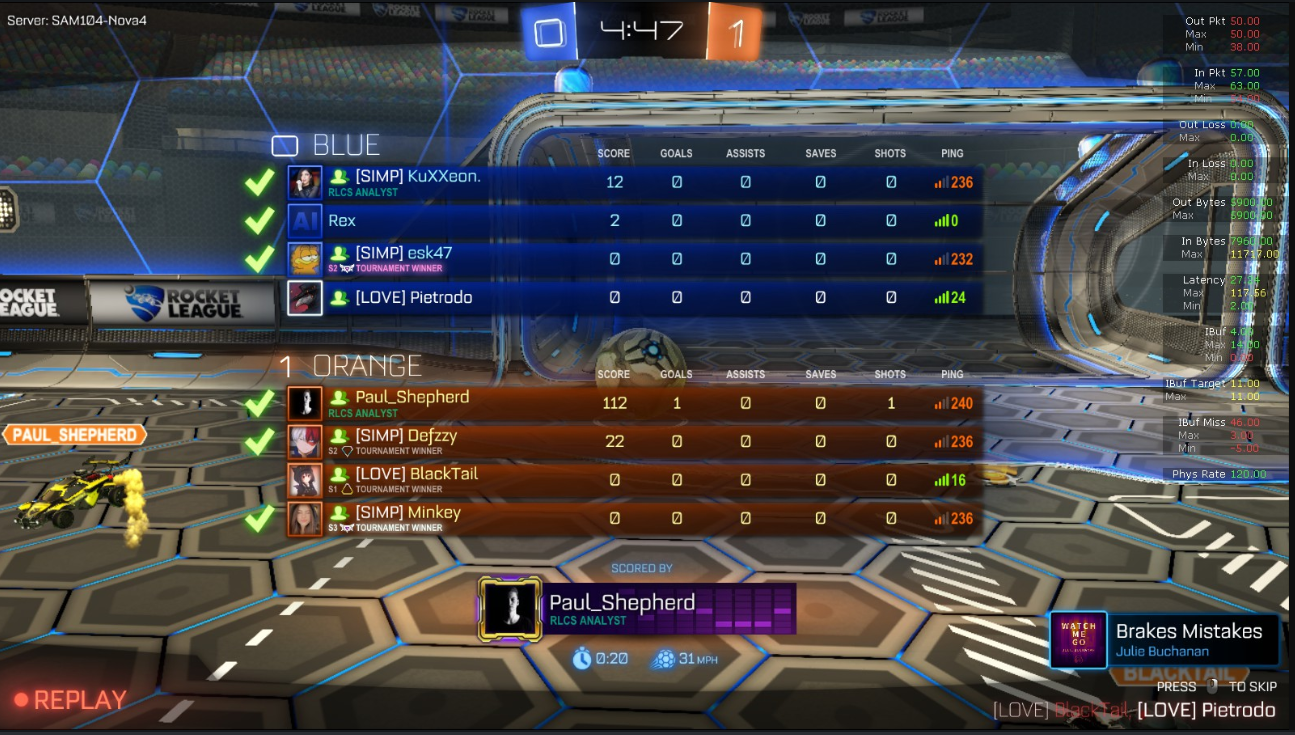 Server: SAM104-Nova4
0 4:47 1
Out Pkt 50.00
Max 50.00
Min 38.00
In Pkt 57.00
Max 63.00
Min
Out Loss 0.00
Max 0.00
In Loss 0.00
Max 0.00
Out Bytes 5900.00
Max 6900.00
In Bytes 7960.00
Max 11717.00
Latency
Max 117.56
Min 2.00
IBuf 4.00
Max 14.00
Min 0.00
IBuf Target 11.00
Max 11.00
IBuf Miss 46.00
Max 3.00
Min -5.00
Phys Rate 120.00
0 BLUE
SCORE GOALS ASSISTS SAVES SHOTS PING
[SIMP] KuXXeon. 12 0 0 0 0 236
RLCS ANALYST
AI Rex 2 0 0 0 0 0
[SIMP] esk47 0 0 0 0 0 232
S2 TOURNAMENT WINNER
[LOVE] Pietrodo 0 0 0 0 0 24
ROCKET LEAGUE
1 ORANGE
SCORE GOALS ASSISTS SAVES SHOTS PING
Paul_Shepherd 112 1 0 0 1 240
RLCS ANALYST
[SIMP] Deƒzzy 22 0 0 0 0 236
S2 TOURNAMENT WINNER
[LOVE] BlackTail 0 0 0 0 0 16
S1 TOURNAMENT WINNER
[SIMP] Minkey 0 0 0 0 0 236
S3 TOURNAMENT WINNER
PAUL_SHEPHERD
SCORED BY
Paul_Shepherd
RLCS ANALYST
0:20 31 MPH
WATCH
ME
GO
Brakes Mistakes
Julie Buchanan
BLACKTAIL
PRESS TO SKIP
REPLAY
[LOVE] BlackTail, [LOVE] Pietrodo